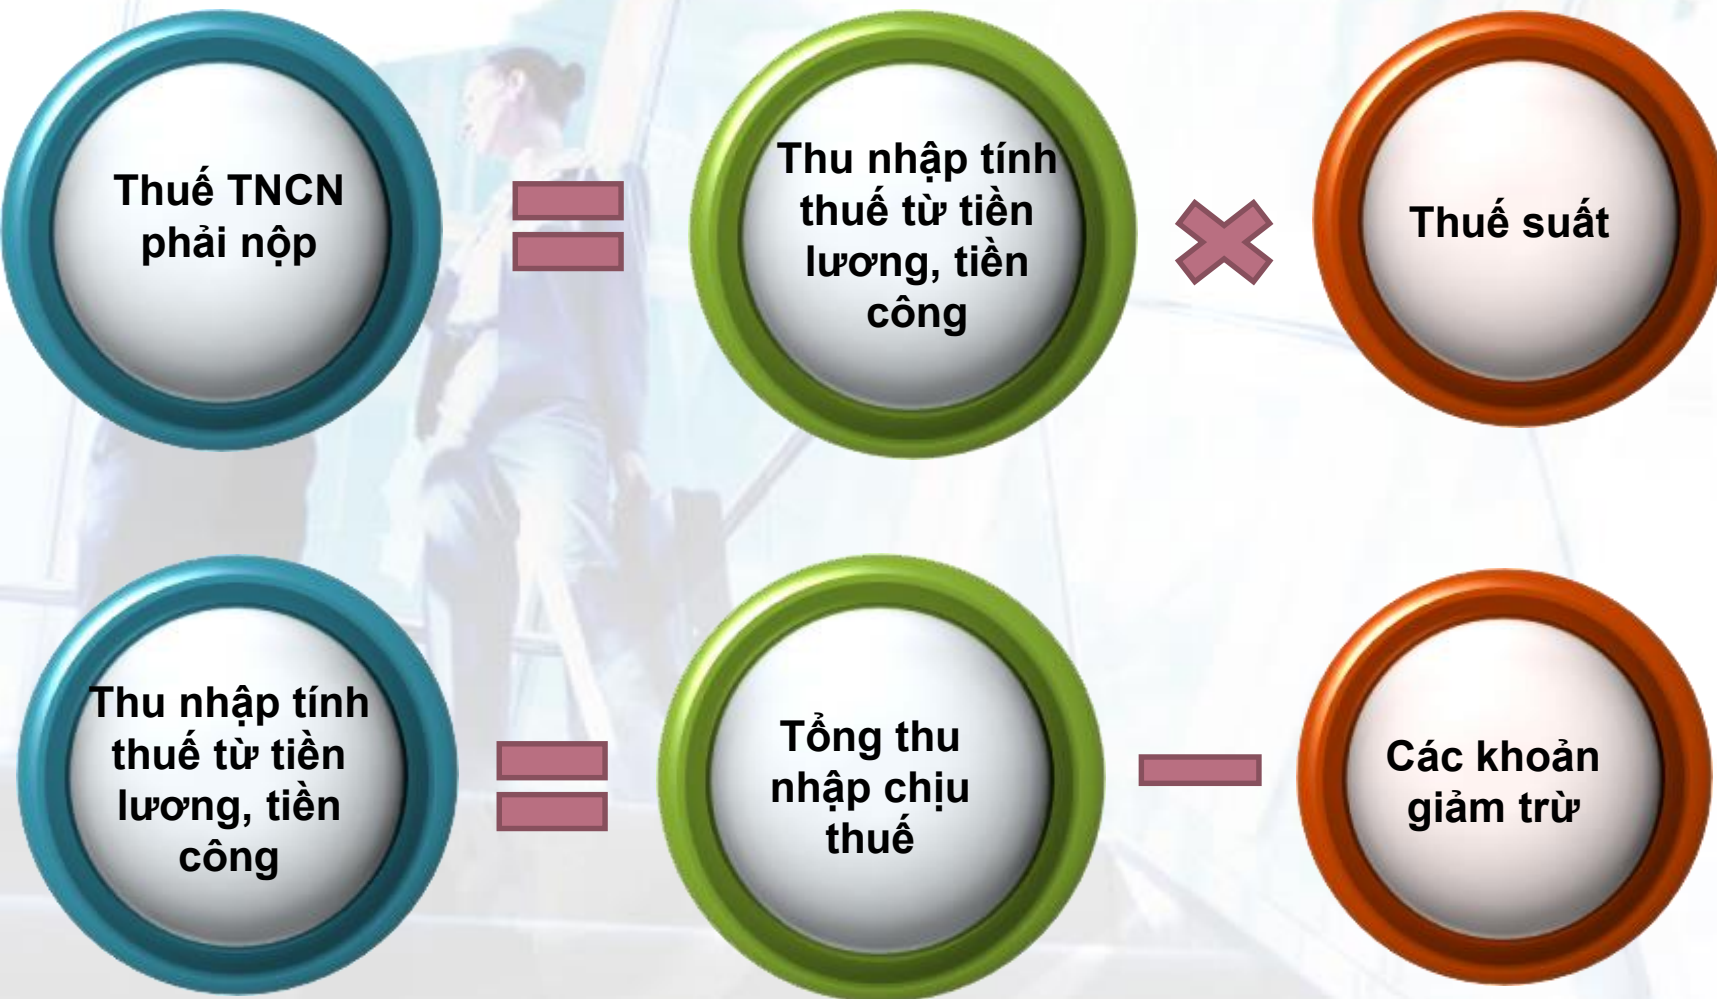 Thuế TNCN
phải nộp
Thu nhập tính
thuế từ tiền
lương, tiền
công
Thuế suất
Thu nhập tính
thuế từ tiền
lương, tiền
công
Tổng thu
nhập chịu
thuế
Các khoản
giảm trừ